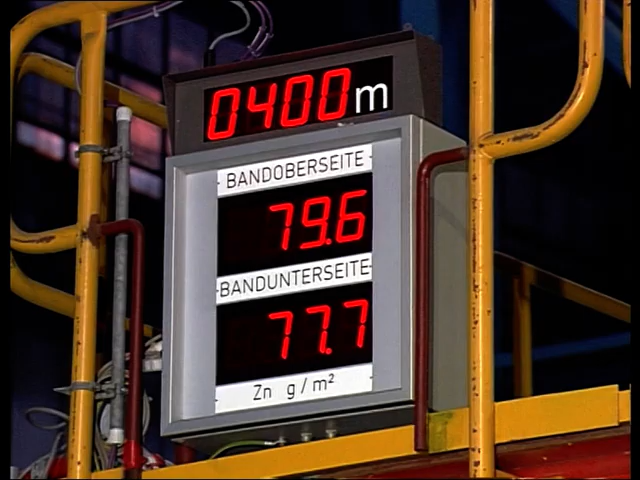 0400m
BANDOBERSEITE
79.6
BANDUNTERSEITE
77.7
Zn g/m²